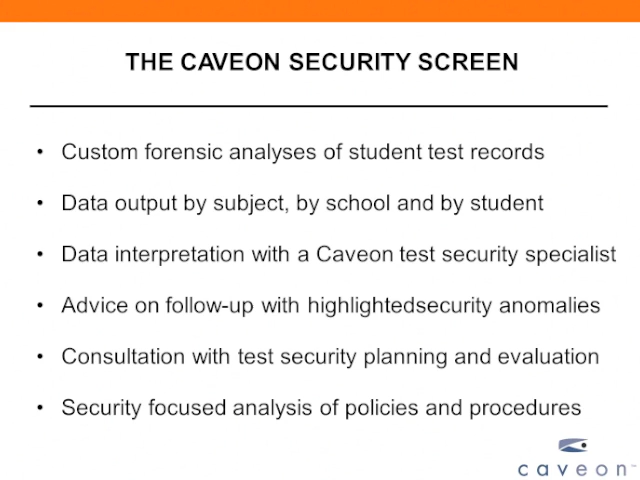 THE CAVEON SECURITY SCREEN
• Custom forensic analyses of student test records
• Data output by subject, by school and by student
• Data interpretation with a Caveon test security specialist
• Advice on follow-up with highlightedsecurity anomalies
• Consultation with test security planning and evaluation
• Security focused analysis of policies and procedures
caveon™